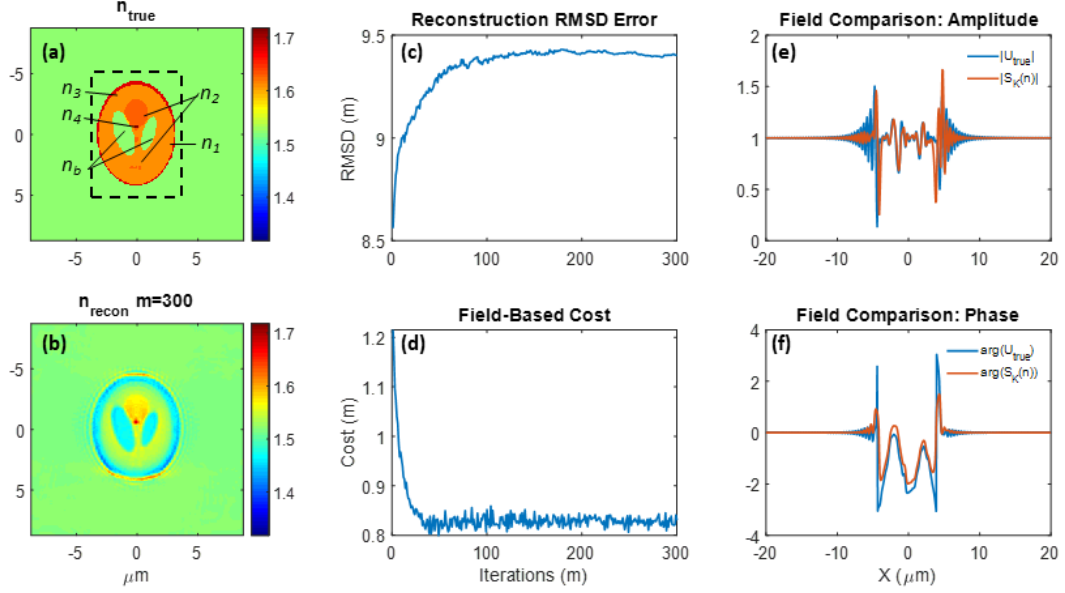 n_true
(a)
n_3
n_4
n_b
n_2
n_1
-5
0
5
-5
0
5
1.7
1.6
1.5
1.4
Reconstruction RMSD Error
(c)
RMSD (m)
9.5
9
8.5
0
100
200
300
Field Comparison: Amplitude
(e)
|U_true|
|S_K(n)|
2
1.5
1
0.5
0
-20
-10
0
10
20
n_recon m=300
(b)
-5
0
5
-5
0
5
μm
1.7
1.6
1.5
1.4
Field-Based Cost
(d)
Cost (m)
1.2
1.1
1
0.9
0.8
0
100
200
300
Iterations (m)
Field Comparison: Phase
(f)
arg(U_true)
arg(S_K(n))
4
2
0
-2
-4
-20
-10
0
10
20
X (μm)